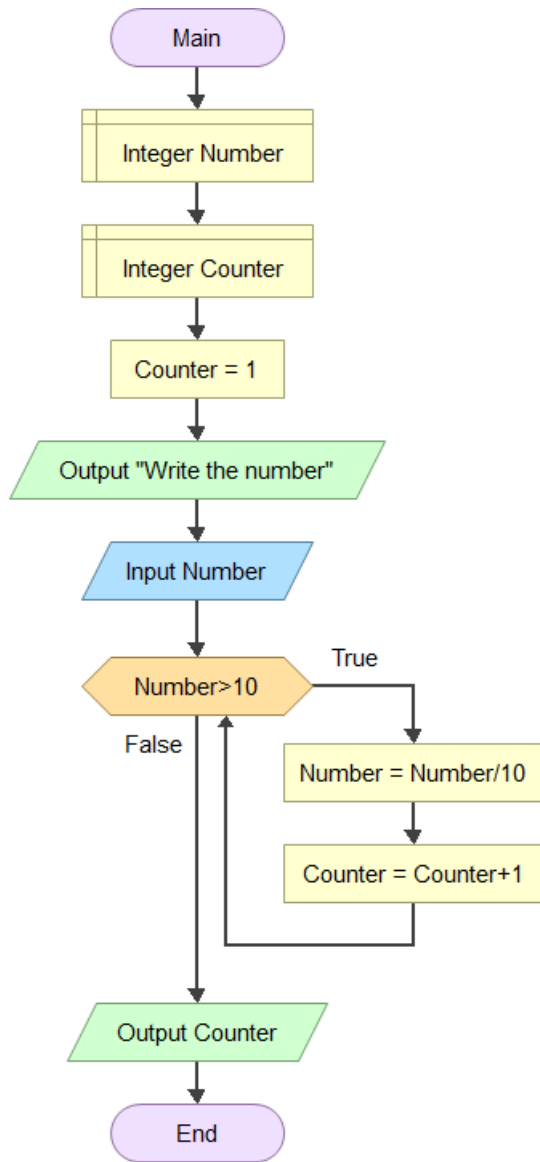 Main
Integer Number
Integer Counter
Counter = 1
Output "Write the number"
Input Number
Number>10
True
False
Number = Number/10
Counter = Counter+1
Output Counter
End